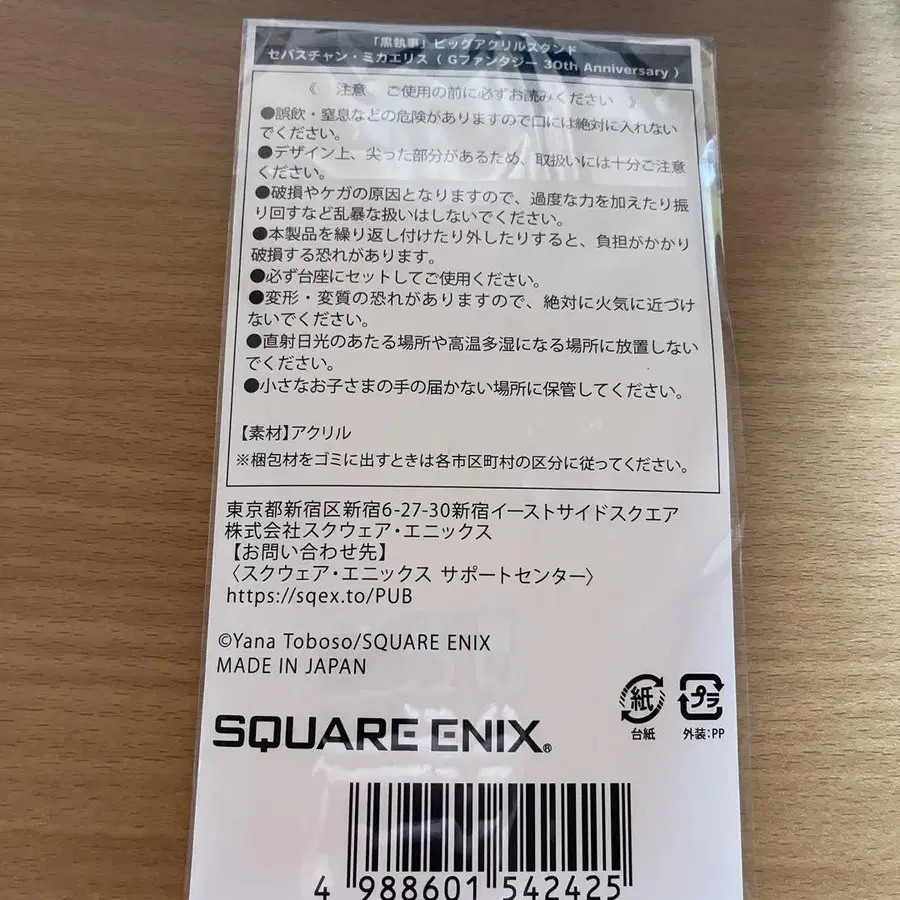 「黒執事」ビッグアクリルスタンド
セバスチャン・ミカエリス（Gファンタジー 30th Anniversary）
《 注意 ご使用の前に必ずお読みください 》
●誤飲・窒息などの危険がありますので口には絶対に入れない
でください。
●デザイン上、尖った部分があるため、取扱いには十分ご注意
ください。
●破損やケガの原因となりますので、過度な力を加えたり振
り回すなど乱暴な扱いはしないでください。
●本製品を繰り返し付けたり外したりすると、負担がかかり
破損する恐れがあります。
●必ず台座にセットしてご使用ください。
●変形・変質の恐れがありますので、絶対に火気に近づけ
ないでください。
●直射日光のあたる場所や高温多湿になる場所に放置しない
でください。
●小さなお子さまの手の届かない場所に保管してください。
【素材】アクリル
※梱包材をゴミに出すときは各市区町村の区分に従ってください。
東京都新宿区新宿6-27-30新宿イーストサイドスクエア
株式会社スクウェア・エニックス
【お問い合わせ先】
〈スクウェア・エニックス サポートセンター〉
https://sqex.to/PUB
©Yana Toboso/SQUARE ENIX
MADE IN JAPAN
紙 プラ
台紙 外装:PP
SQUARE ENIX®
4 988601 542425